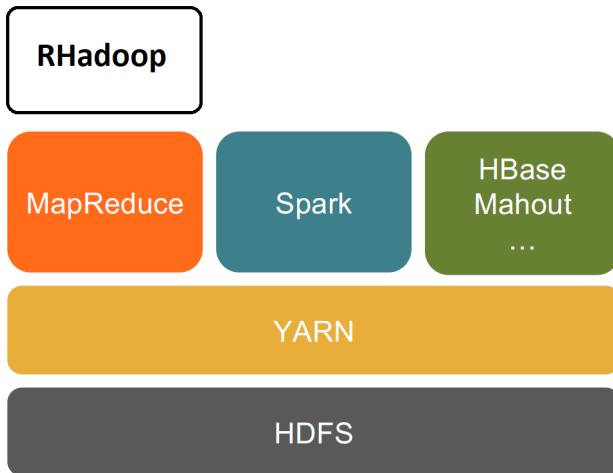 RHadoop
MapReduce
Spark
HBase
Mahout
...
YARN
HDFS